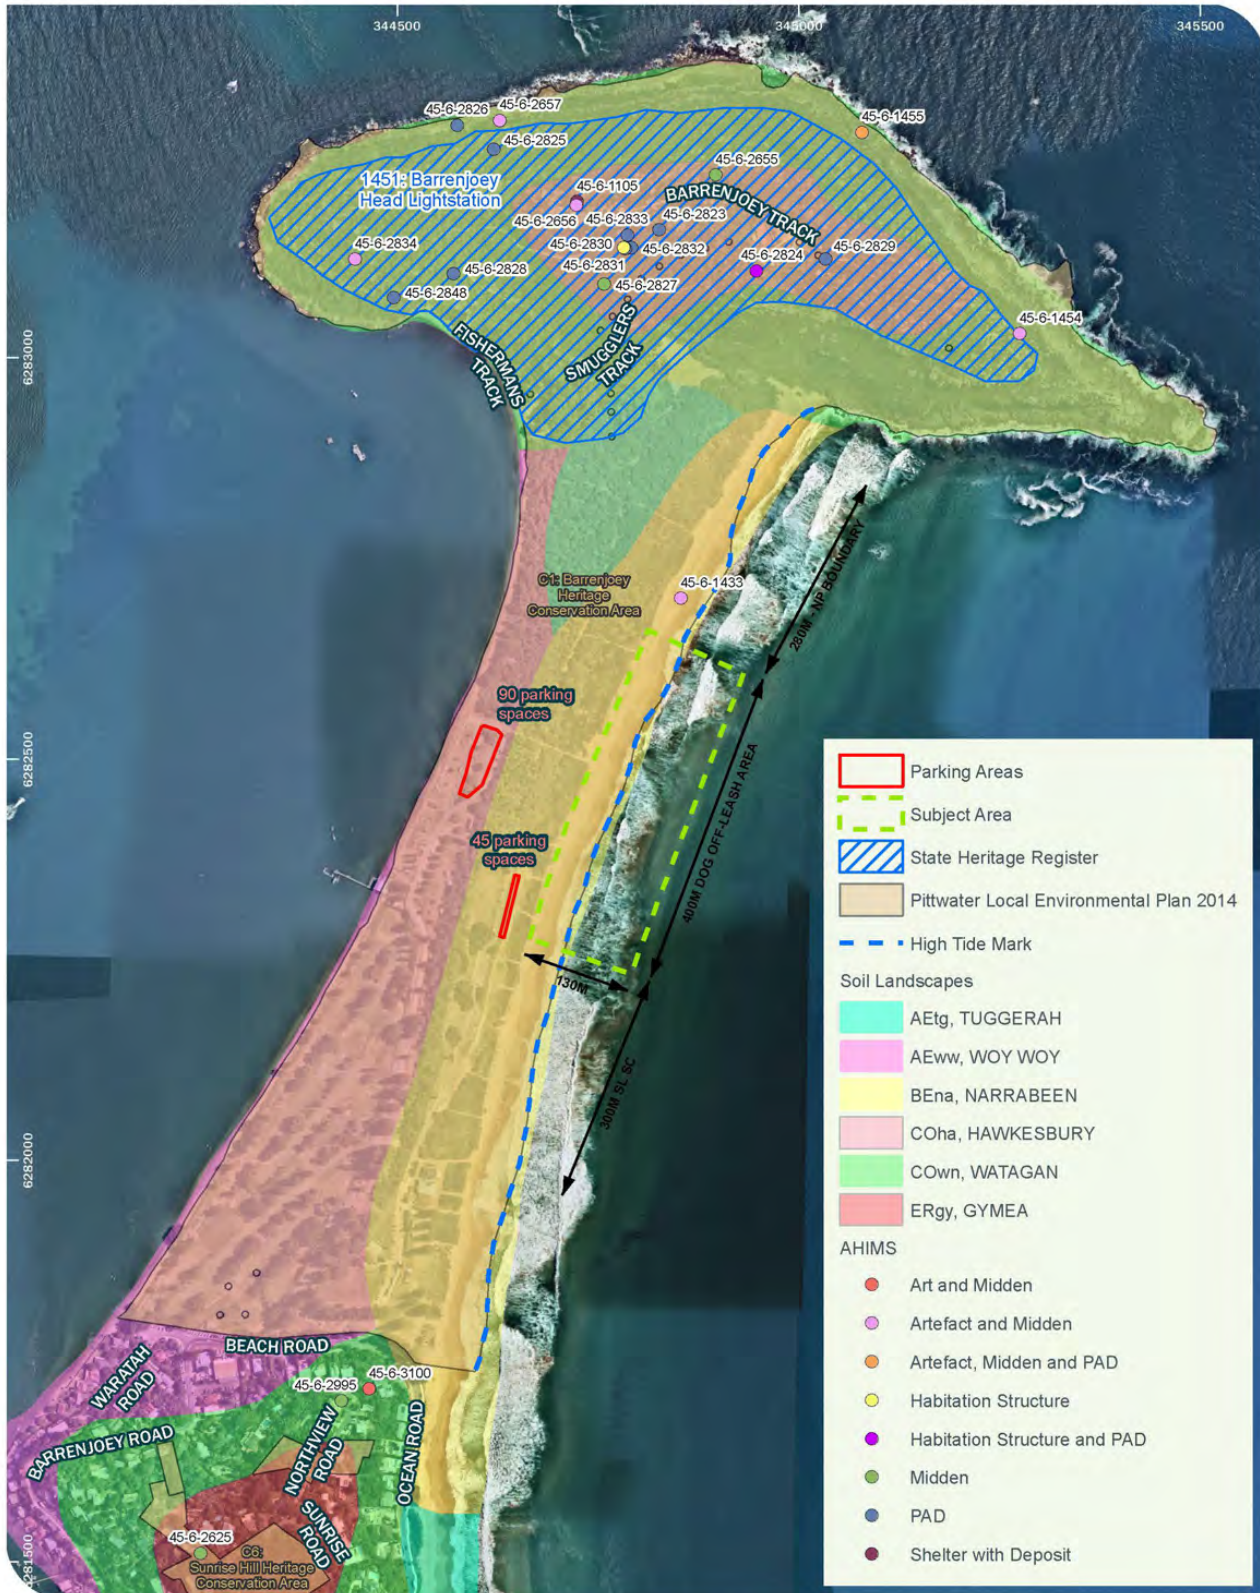 344500
345000
345500
45-6-2826
45-6-2657
45-6-1455
45-6-2825
45-6-2655
1451: Barrenjoey
Head Lightstation
45-6-1105
BARRENJOEY TRACK
45-6-2656
45-6-2833
45-6-2823
45-6-2834
45-6-2830
45-6-2832
45-6-2829
45-6-2824
45-6-2828
45-6-2831
45-6-2827
45-6-2848
45-6-1454
FISHERMANS
TRACK
SMUGGLERS
TRACK
6283000
280M - NP BOUNDARY
C1: Barrenjoey
Heritage
Conservation Area
45-6-1433
90 parking
spaces
6282500
400M DOG OFF-LEASH AREA
45 parking
spaces
130M
300M SL SC
6282000
BEACH ROAD
WARATAH
ROAD
45-6-2995
45-6-3100
BARRENJOEY ROAD
NORTHVIEW
ROAD
OCEAN ROAD
SUNRISE
ROAD
45-6-2625
C6:
Sunrise Hill Heritage
Conservation Area
6281500
Parking Areas
Subject Area
State Heritage Register
Pittwater Local Environmental Plan 2014
High Tide Mark
Soil Landscapes
AEtg, TUGGERAH
AEww, WOY WOY
BEna, NARRABEEN
COha, HAWKESBURY
COwn, WATAGAN
ERgy, GYMEA
AHIMS
Art and Midden
Artefact and Midden
Artefact, Midden and PAD
Habitation Structure
Habitation Structure and PAD
Midden
PAD
Shelter with Deposit